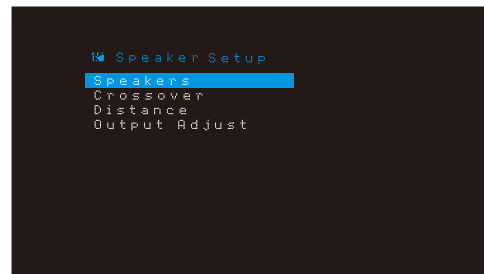 Speaker Setup
Speakers
Crossover
Distance
Output Adjust